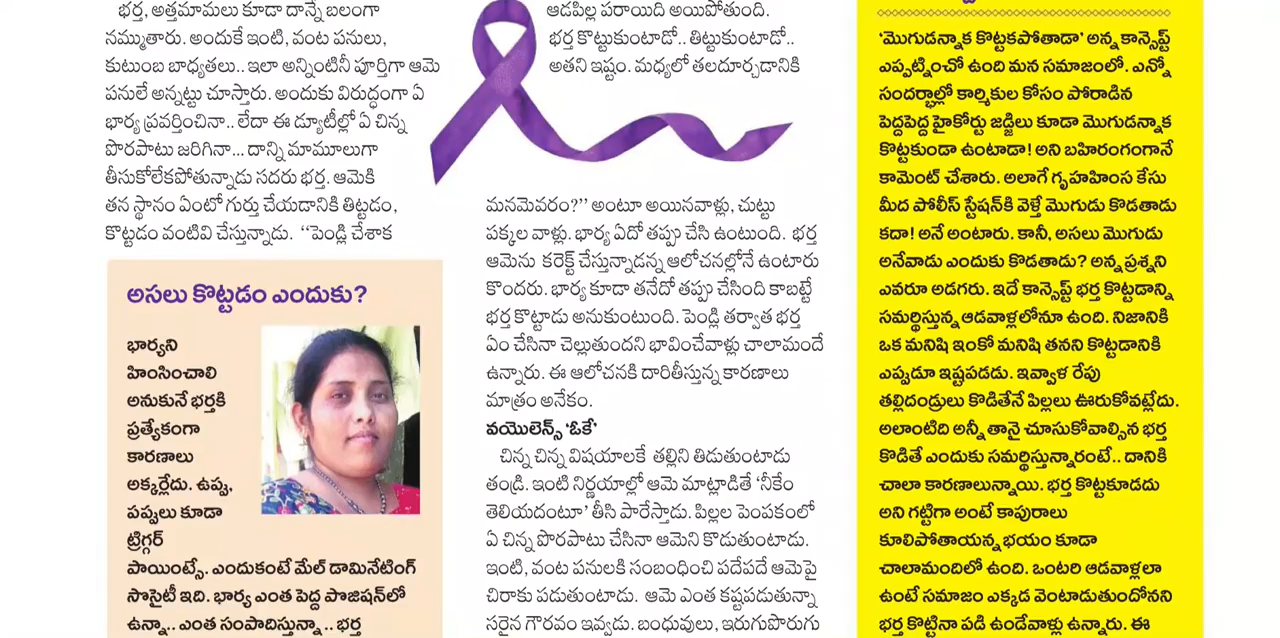 భర్త, అత్తమామలు కూడా దాన్నే బలంగా
నమ్ముతారు. అందుకే ఇంటి, వంట పనులు,
కుటుంబ బాధ్యతలు.. ఇలా అన్నింటినీ పూర్తిగా ఆమె
పనులే అన్నట్టు చూస్తారు. అందుకు విరుద్ధంగా ఏ
భార్య ప్రవర్తించినా.. లేదా ఈ డ్యూటీల్లో ఏ చిన్న
పొరపాటు జరిగినా... దాన్ని మామూలుగా
తీసుకోలేకపోతున్నాడు సదరు భర్త. ఆమెకి
తన స్థానం ఏంటో గుర్తు చేయడానికి తిట్టడం,
కొట్టడం వంటివి చేస్తున్నాడు. “పెండ్లి చేశాక
అసలు కొట్టడం ఎందుకు?
భార్యని
హింసించాలి
అనుకునే భర్తకి
ప్రత్యేకంగా
కారణాలు
అక్కర్లేదు. ఉప్పు,
పప్పులు కూడా
ట్రిగ్గర్
పాయింట్సే. ఎందుకంటే మేల్ డామినేటింగ్
సొసైటీ ఇది. భార్య ఎంత పెద్ద పొజిషన్‌లో
ఉన్నా.. ఎంత సంపాదిస్తున్నా.. భర్త
ఆడపిల్ల పరాయిది అయిపోతుంది.
భర్త కొట్టుకుంటాడో.. తిట్టుకుంటాడో..
అతని ఇష్టం. మధ్యలో తలదూర్చడానికి
మనమెవరం?’’ అంటూ అయినవాళ్లు, చుట్టు
పక్కల వాళ్లు. భార్య ఏదో తప్పు చేసి ఉంటుంది. భర్త
ఆమెను కరెక్ట్ చేస్తున్నాడన్న ఆలోచనల్లోనే ఉంటారు
కొందరు. భార్య కూడా తనేదో తప్పు చేసింది కాబట్టే
భర్త కొట్టాడు అనుకుంటుంది. పెండ్లి తర్వాత భర్త
ఏం చేసినా చెల్లుతుందని భావించేవాళ్లు చాలామందే
ఉన్నారు. ఈ ఆలోచనకి దారితీస్తున్న కారణాలు
మాత్రం అనేకం.
వయొలెన్స్ ‘ఓకే’
చిన్న చిన్న విషయాలకే తల్లిని తిడుతుంటాడు
తండ్రి. ఇంటి నిర్ణయాల్లో ఆమె మాట్లాడితే ‘నీకేం
తెలియదంటూ’ తీసి పారేస్తాడు. పిల్లల పెంపకంలో
ఏ చిన్న పొరపాటు చేసినా ఆమెని కొడుతుంటాడు.
ఇంటి, వంట పనులకి సంబంధించి పదేపదే ఆమెపై
చిరాకు పడుతుంటాడు. ఆమె ఎంత కష్టపడుతున్నా
సరైన గౌరవం ఇవ్వడు. బంధువులు, ఇరుగుపొరుగు
‘మొగుడన్నాక కొట్టకపోతాడా’ అన్న కాన్సెప్ట్
ఎప్పట్నించో ఉంది మన సమాజంలో. ఎన్నో
సందర్భాల్లో కార్మికుల కోసం పోరాడిన
పెద్దపెద్ద హైకోర్టు జడ్జిలు కూడా మొగుడన్నాక
కొట్టకుండా ఉంటాడా! అని బహిరంగంగానే
కామెంట్ చేశారు. అలాగే గృహహింస కేసు
మీద పోలీస్ స్టేషన్‌కి వెళ్తే మొగుడు కొడతాడు
కదా! అనే అంటారు. కానీ, అసలు మొగుడు
అనేవాడు ఎందుకు కొడతాడు? అన్న ప్రశ్నని
ఎవరూ అడగరు. ఇదే కాన్సెప్ట్ భర్త కొట్టడాన్ని
సమర్థిస్తున్న ఆడవాళ్లలోనూ ఉంది. నిజానికి
ఒక మనిషి ఇంకో మనిషి తనని కొట్టడానికి
ఎప్పుడూ ఇష్టపడడు. ఇవ్వాళ రేపు
తల్లిదండ్రులు కొడితేనే పిల్లలు ఊరుకోవట్లేదు.
అలాంటిది అన్నీ తానై చూసుకోవాల్సిన భర్త
కొడితే ఎందుకు సమర్థిస్తున్నారంటే.. దానికి
చాలా కారణాలున్నాయి. భర్త కొట్టకూడదు
అని గట్టిగా అంటే కాపురాలు
కూలిపోతాయన్న భయం కూడా
చాలామందిలో ఉంది. ఒంటరి ఆడవాళ్లలా
ఉంటే సమాజం ఎక్కడ వెంటాడుతుందోనని
భర్త కొట్టినా పడి ఉండేవాళ్లు ఉన్నారు. ఈ